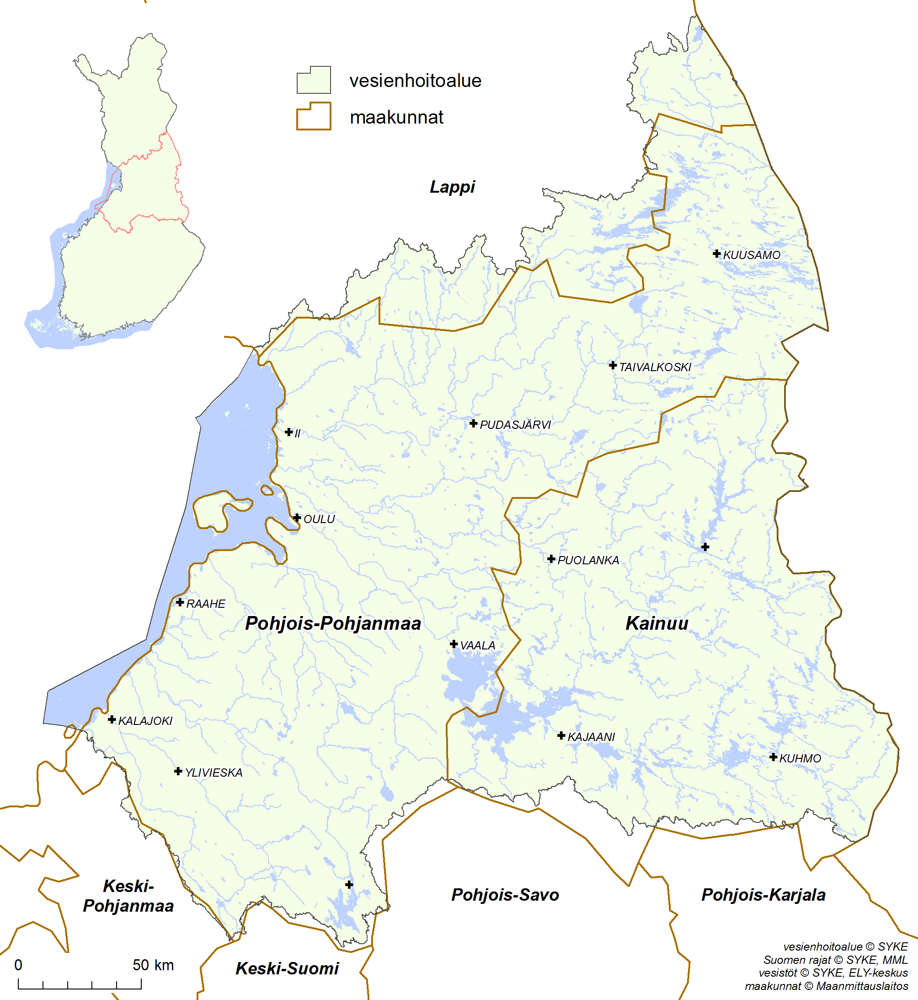 vesienhoitoalue
maakunnat
Lappi
KUUSAMO
TAIVALKOSKI
PUDASJÄRVI
II
OULU
PUOLANKA
RAAHE
Pohjois-Pohjanmaa
Kainuu
VAALA
KALAJOKI
KAJAANI
KUHMO
YLIVIESKA
Keski-
Pohjanmaa
Pohjois-Savo
Pohjois-Karjala
Keski-Suomi
0 50 km
vesienhoitoalue © SYKE
Suomen rajat © SYKE, MML
vesistöt © SYKE, ELY-keskus
maakunnat © Maanmittauslaitos